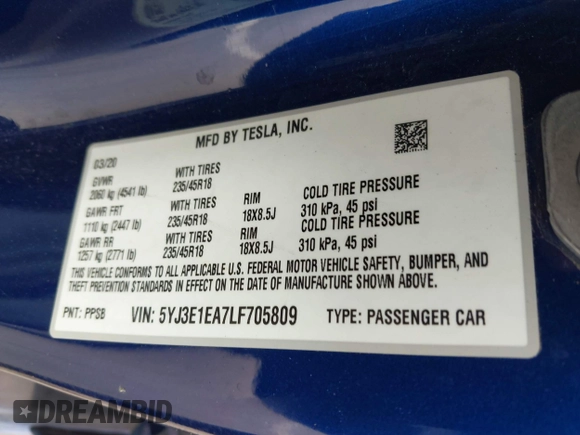 MFD BY TESLA, INC.
03/20
GVWR WITH TIRES
2060 kg (4541 lb) 235/45R18 RIM COLD TIRE PRESSURE
GAWR FRT WITH TIRES 18X8.5J 310 kPa, 45 psi
1110 kg (2447 lb) 235/45R18 RIM COLD TIRE PRESSURE
GAWR RR WITH TIRES 18X8.5J 310 kPa, 45 psi
1257 kg (2771 lb) 235/45R18
THIS VEHICLE CONFORMS TO ALL APPLICABLE U.S. FEDERAL MOTOR VEHICLE SAFETY, BUMPER, AND
THEFT PREVENTION STANDARDS IN EFFECT ON THE DATE OF MANUFACTURE SHOWN ABOVE.
PNT: PPSB VIN: 5YJ3E1EA7LF705809 TYPE: PASSENGER CAR
DREAMBID